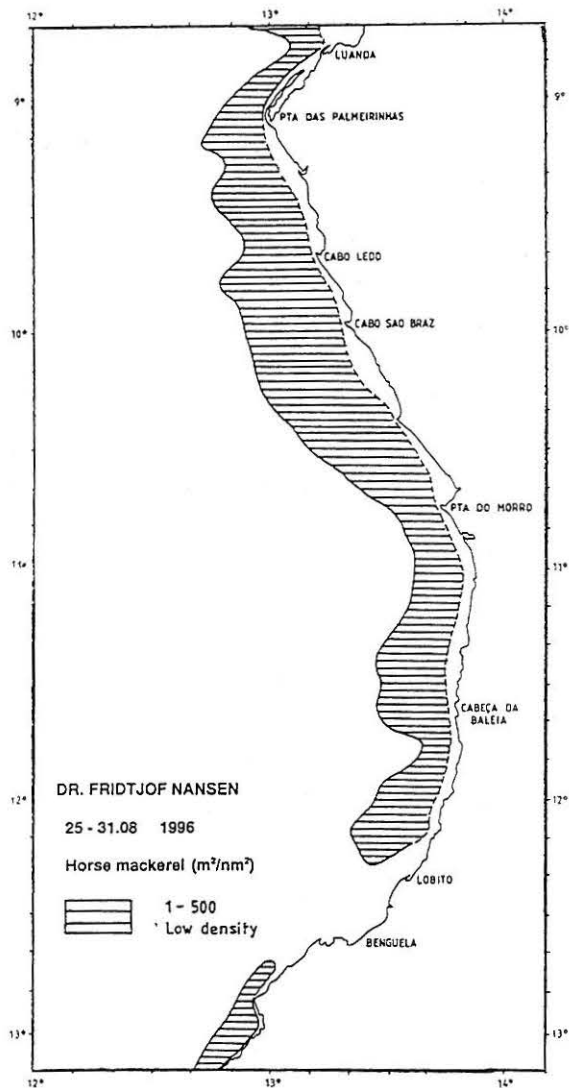 12°
13°
14°
LUANDA
9°
9°
PTA DAS PALMEIRINHAS
CABO LEDO
10°
10°
CABO SAO BRAZ
PTA DO MORRO
11°
11°
CABEÇA DA
BALEIA
DR. FRIDTJOF NANSEN
12°
12°
25 - 31.08 1996
Horse mackerel (m²/nm²)
LOBITO
1 - 500
Low density
BENGUELA
13°
13°
12°
13°
14°